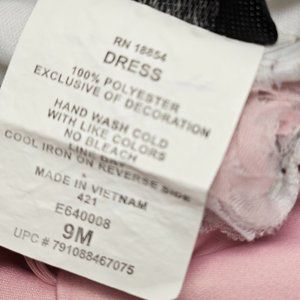 RN 18854
DRESS
100% POLYESTER
EXCLUSIVE OF DECORATION
HAND WASH COLD
WITH LIKE COLORS
NO BLEACH
LINE DRY
COOL IRON ON REVERSE SIDE
MADE IN VIETNAM
421
E640008
9M
UPC # 791088467075